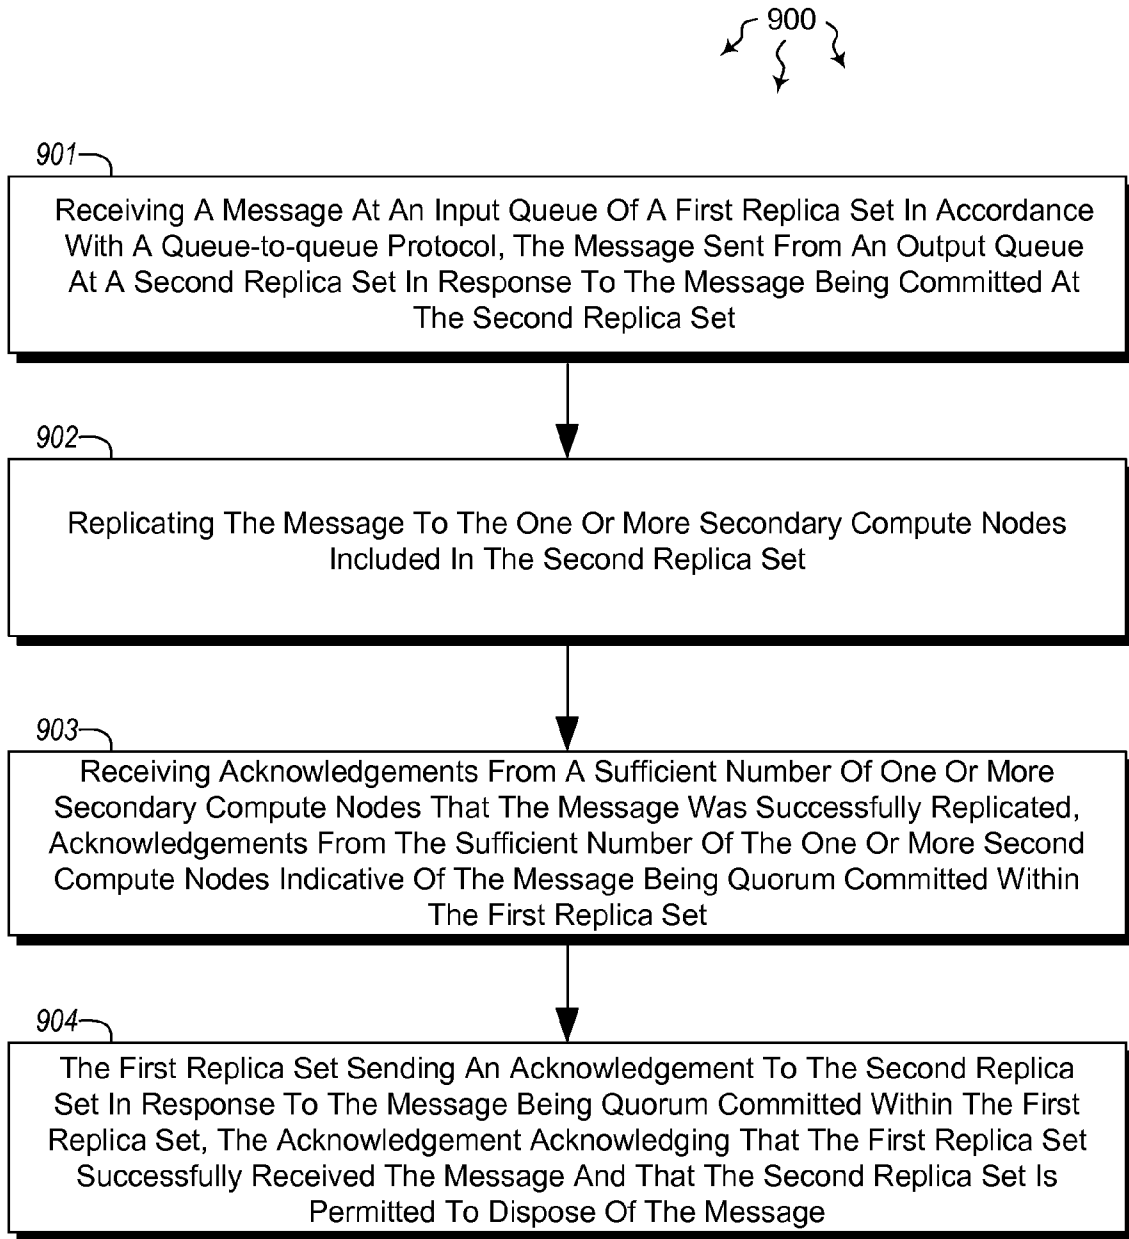 900
901
Receiving A Message At An Input Queue Of A First Replica Set In Accordance
With A Queue-to-queue Protocol, The Message Sent From An Output Queue
At A Second Replica Set In Response To The Message Being Committed At
The Second Replica Set
902
Replicating The Message To The One Or More Secondary Compute Nodes
Included In The Second Replica Set
903
Receiving Acknowledgements From A Sufficient Number Of One Or More
Secondary Compute Nodes That The Message Was Successfully Replicated,
Acknowledgements From The Sufficient Number Of The One Or More Second
Compute Nodes Indicative Of The Message Being Quorum Committed Within
The First Replica Set
904
The First Replica Set Sending An Acknowledgement To The Second Replica
Set In Response To The Message Being Quorum Committed Within The First
Replica Set, The Acknowledgement Acknowledging That The First Replica Set
Successfully Received The Message And That The Second Replica Set Is
Permitted To Dispose Of The Message